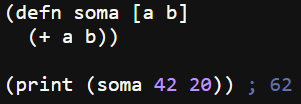 (defn soma [a b]
  (+ a b))
(print (soma 42 20)) ; 62